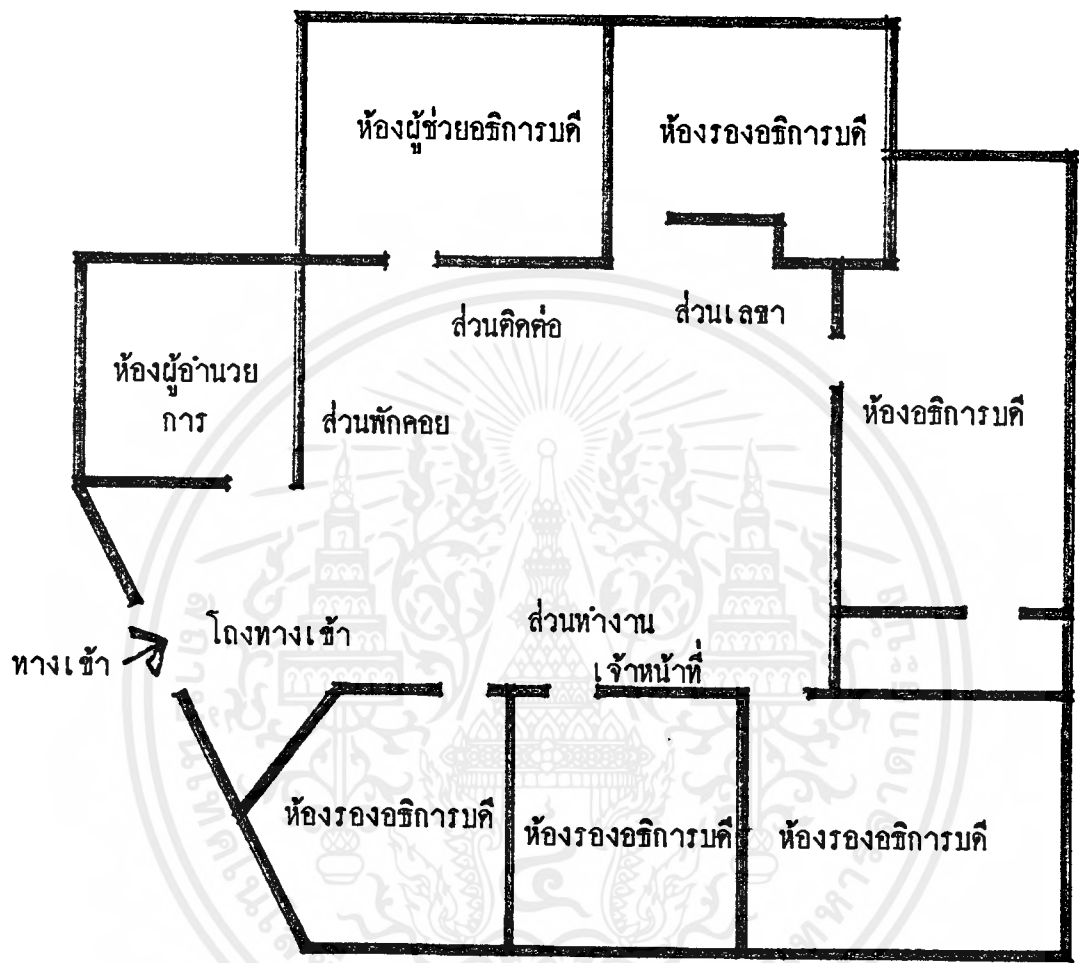 ห้องผู้ช่วยอธิการบดี
ห้องรองอธิการบดี
ส่วนติดต่อ
ส่วนเลขา
ห้องผู้อำนวย
การ
ส่วนพักคอย
ห้องอธิการบดี
โถงทางเข้า
ทางเข้า
ส่วนทำงาน
เจ้าหน้าที่
ห้องรองอธิการบดี
ห้องรองอธิการบดี
ห้องรองอธิการบดี